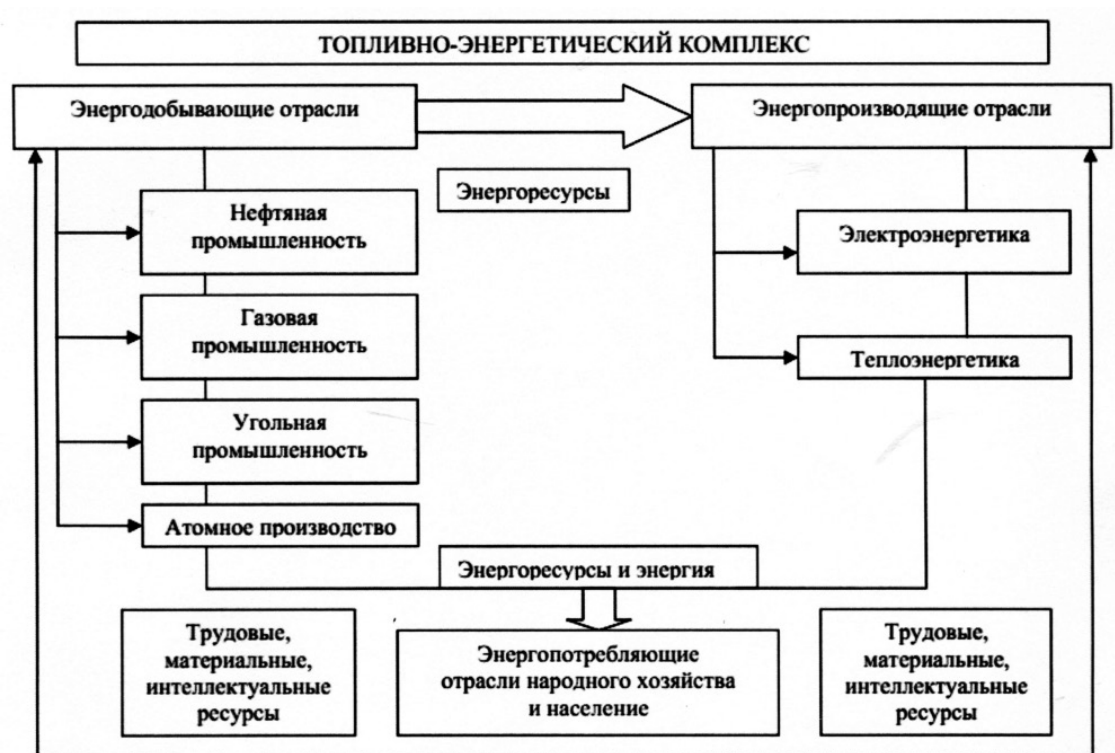 ТОПЛИВНО-ЭНЕРГЕТИЧЕСКИЙ КОМПЛЕКС
Энергодобывающие отрасли
Энергопроизводящие отрасли
Энергоресурсы
Нефтяная
промышленность
Электроэнергетика
Газовая
промышленность
Теплоэнергетика
Угольная
промышленность
Атомное производство
Энергоресурсы и энергия
Трудовые,
материальные,
интеллектуальные
ресурсы
Энергопотребляющие
отрасли народного хозяйства
и население
Трудовые,
материальные,
интеллектуальные
ресурсы